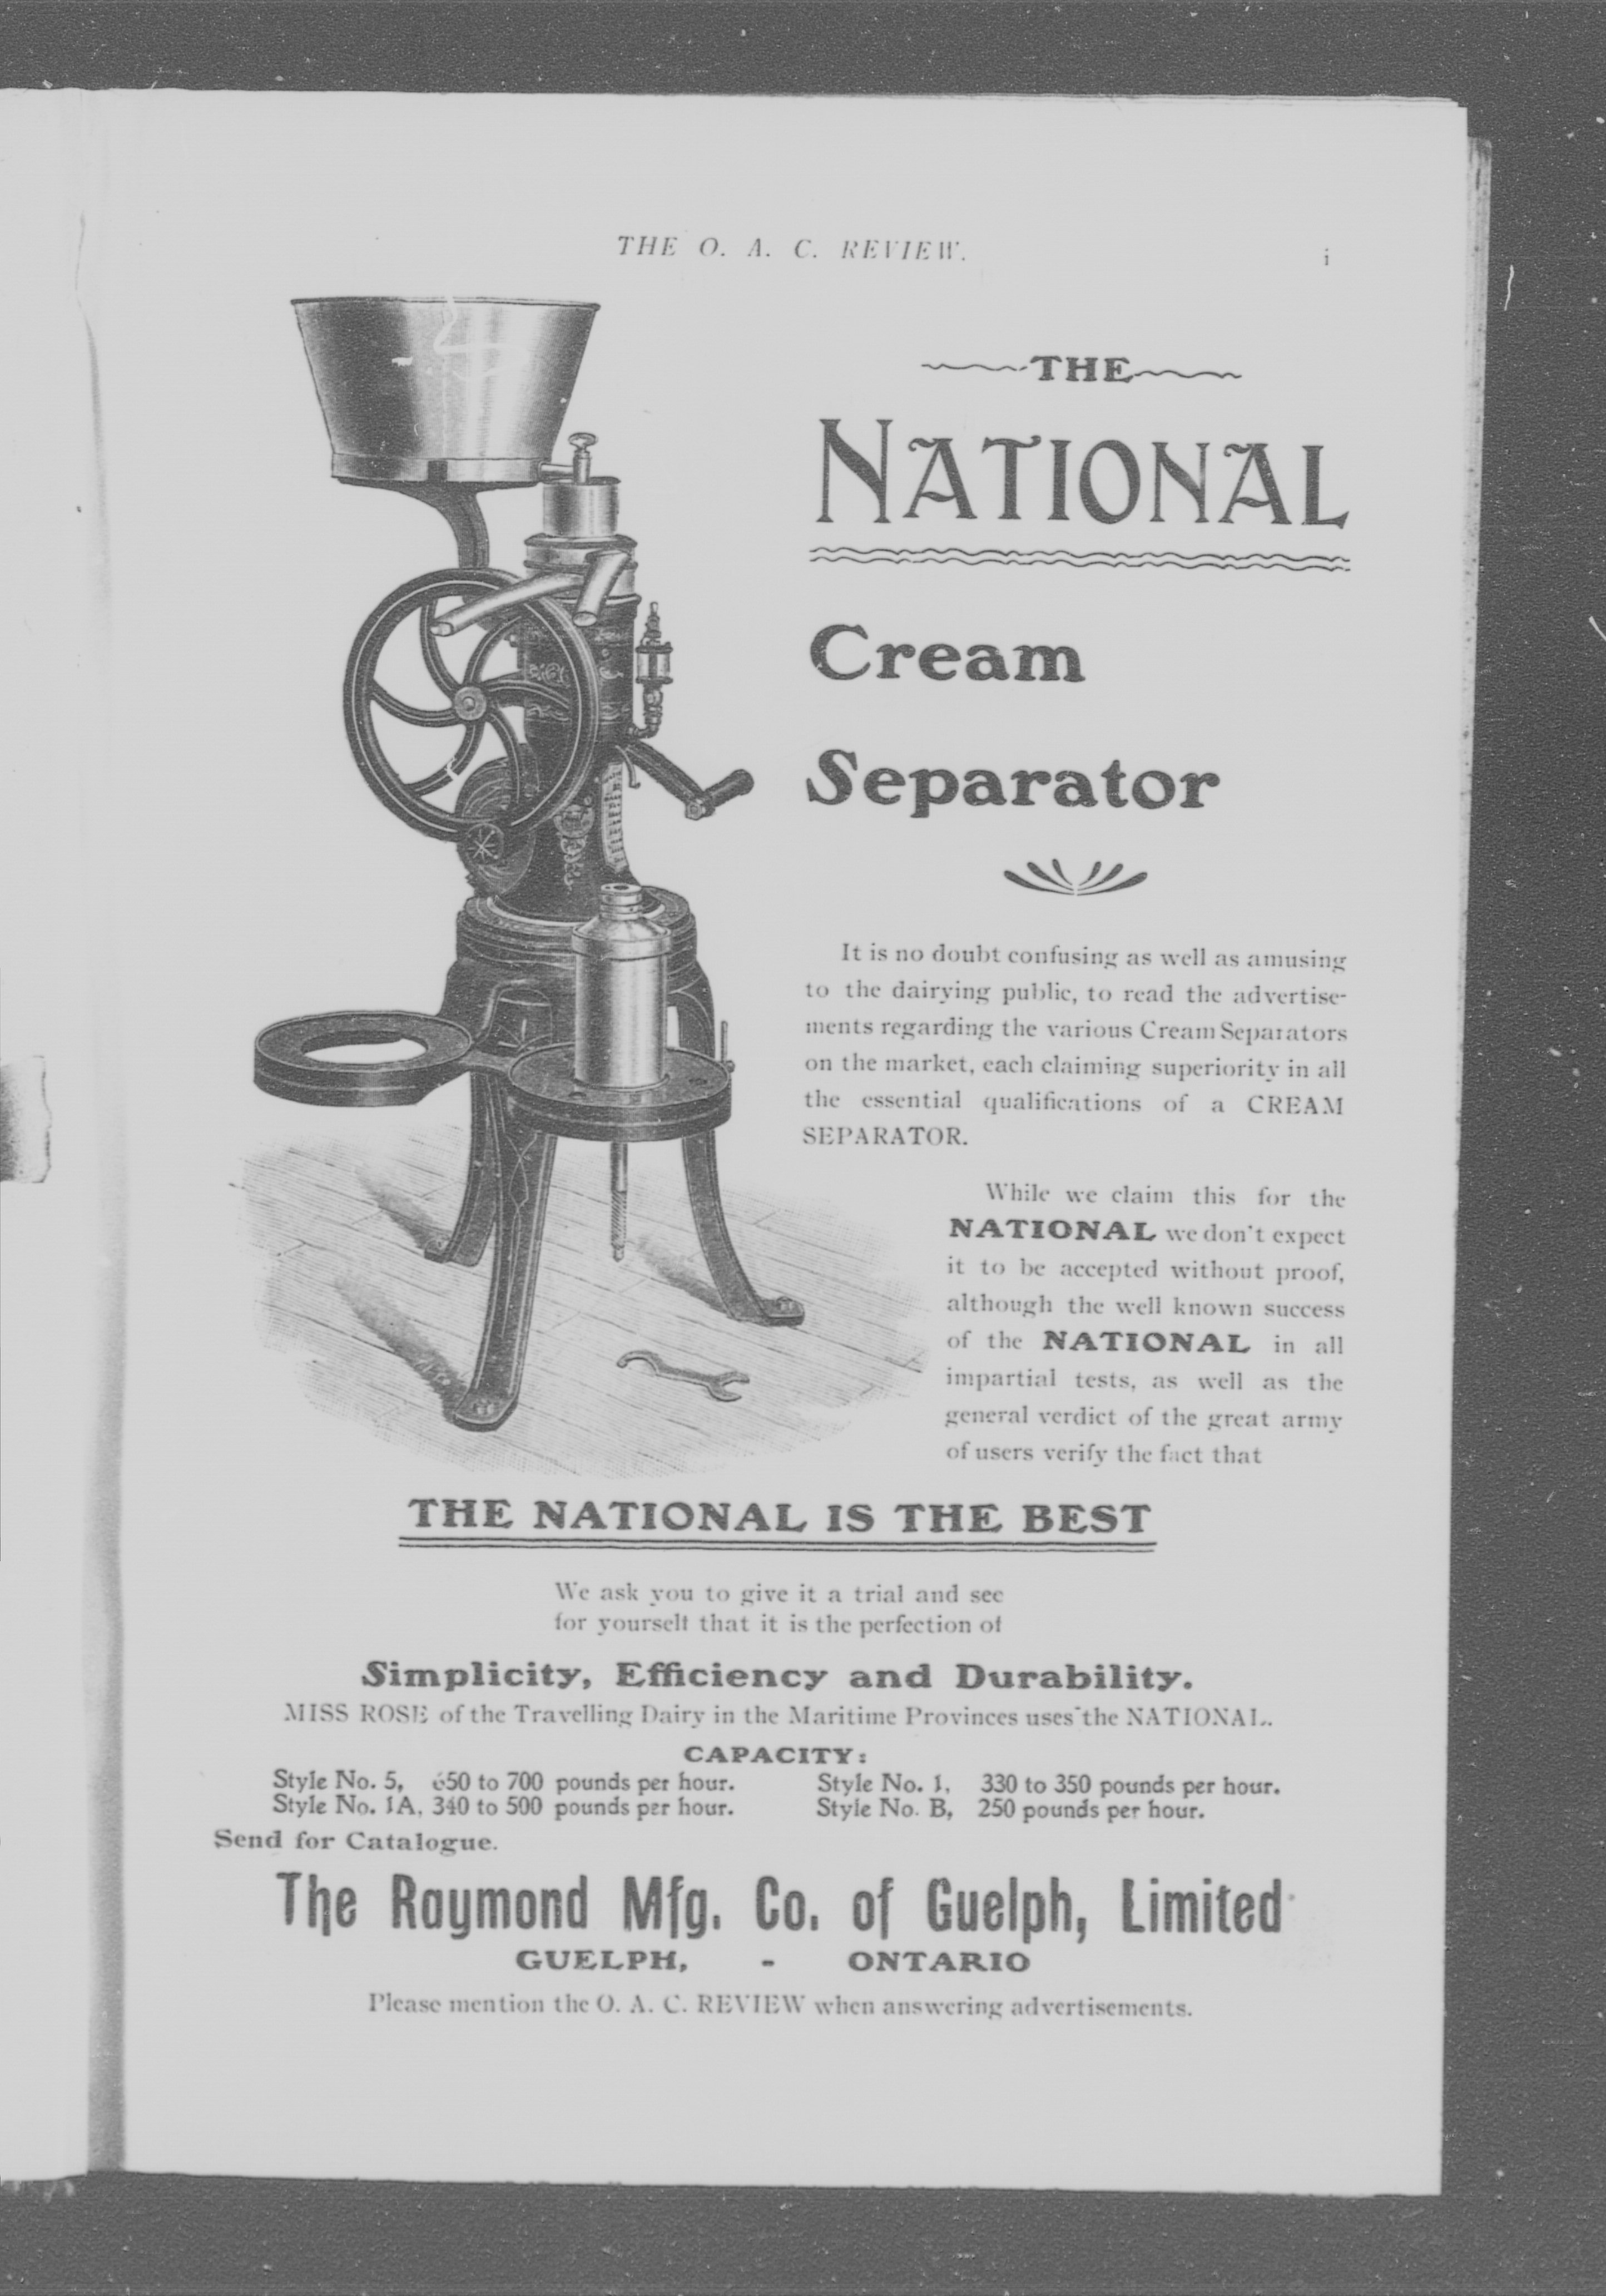 THE O. A. C. REVIEW.
i
THE
NATIONAL
Cream
Separator
It is no doubt confusing as well as amusing
to the dairying public, to read the advertise-
ments regarding the various Cream Separators
on the market, each claiming superiority in all
the essential qualifications of a CREAM
SEPARATOR.
While we claim this for the
NATIONAL we don't expect
it to be accepted without proof,
although the well known success
of the NATIONAL in all
impartial tests, as well as the
general verdict of the great army
of users verify the fact that
THE NATIONAL IS THE BEST
We ask you to give it a trial and see
for yourself that it is the perfection of
Simplicity, Efficiency and Durability.
MISS ROSE of the Travelling Dairy in the Maritime Provinces uses the NATIONAL.
CAPACITY:
Style No. 5, 650 to 700 pounds per hour. Style No. 1, 330 to 350 pounds per hour.
Style No. 1A, 340 to 500 pounds per hour. Style No. B, 250 pounds per hour.
Send for Catalogue.
The Raymond Mfg. Co. of Guelph, Limited
GUELPH, - ONTARIO
Please mention the O. A. C. REVIEW when answering advertisements.